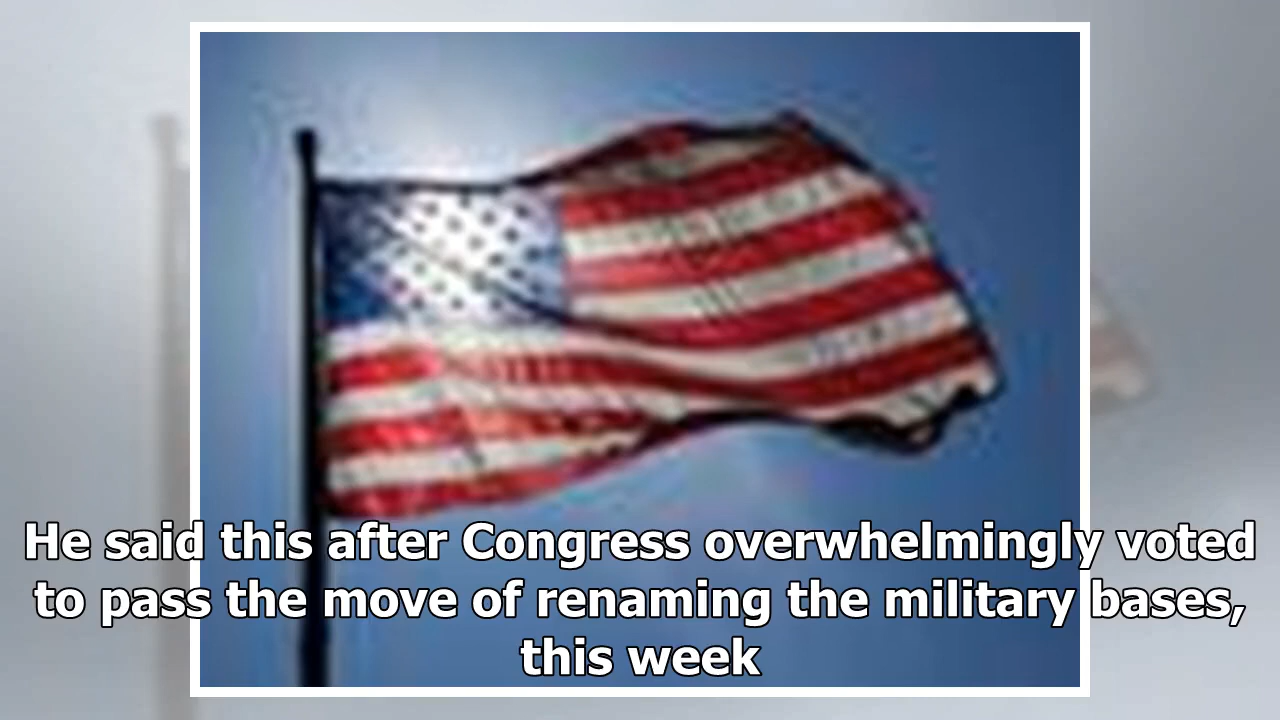 He said this after Congress overwhelmingly voted
to pass the move of renaming the military bases,
this week